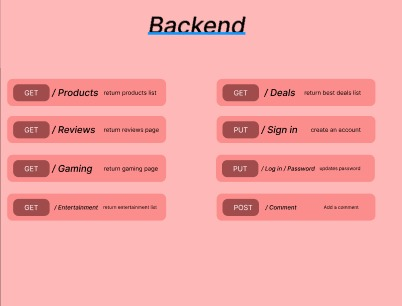 Backend
GET / Products return products list
GET / Deals return best deals list
GET / Reviews return reviews page
PUT / Sign in create an account
GET / Gaming return gaming page
PUT / Log in / Password updates password
GET / Entertainment return entertainment list
POST / Comment Add a comment